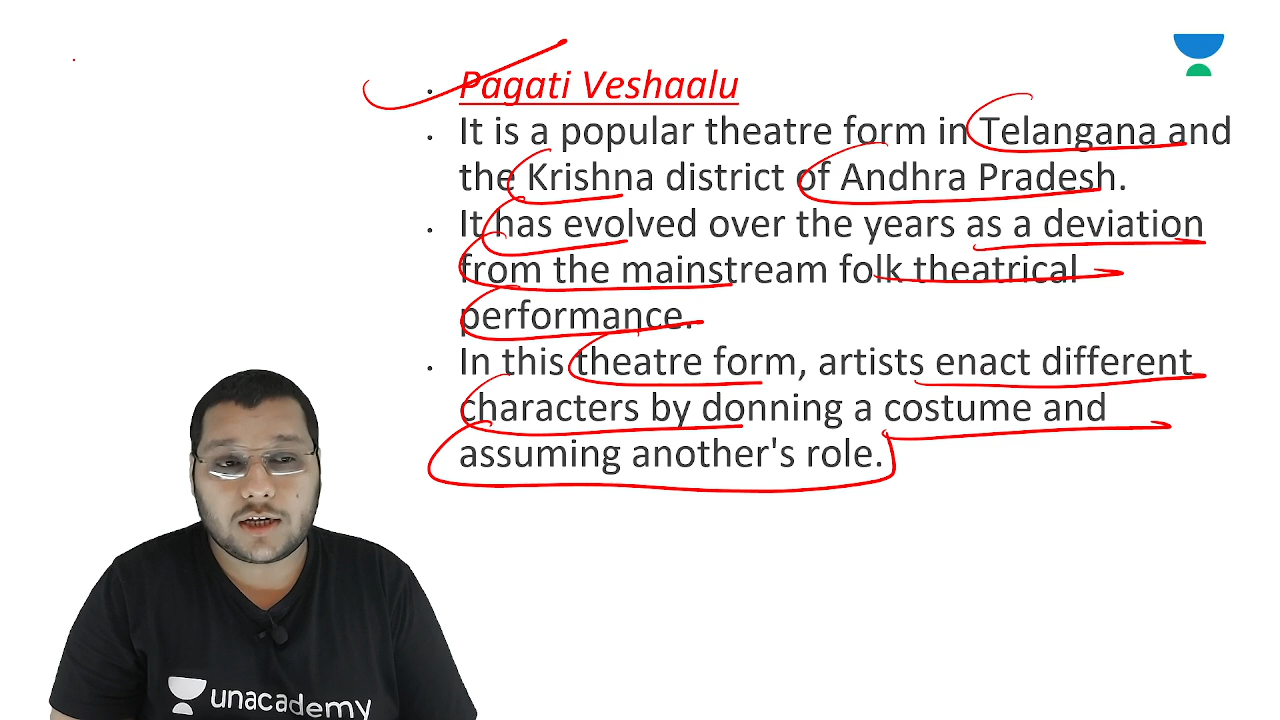 Pagati Veshaalu
It is a popular theatre form in Telangana and
the Krishna district of Andhra Pradesh.
It has evolved over the years as a deviation
from the mainstream folk theatrical
performance.
In this theatre form, artists enact different
characters by donning a costume and
assuming another's role.
unacademy